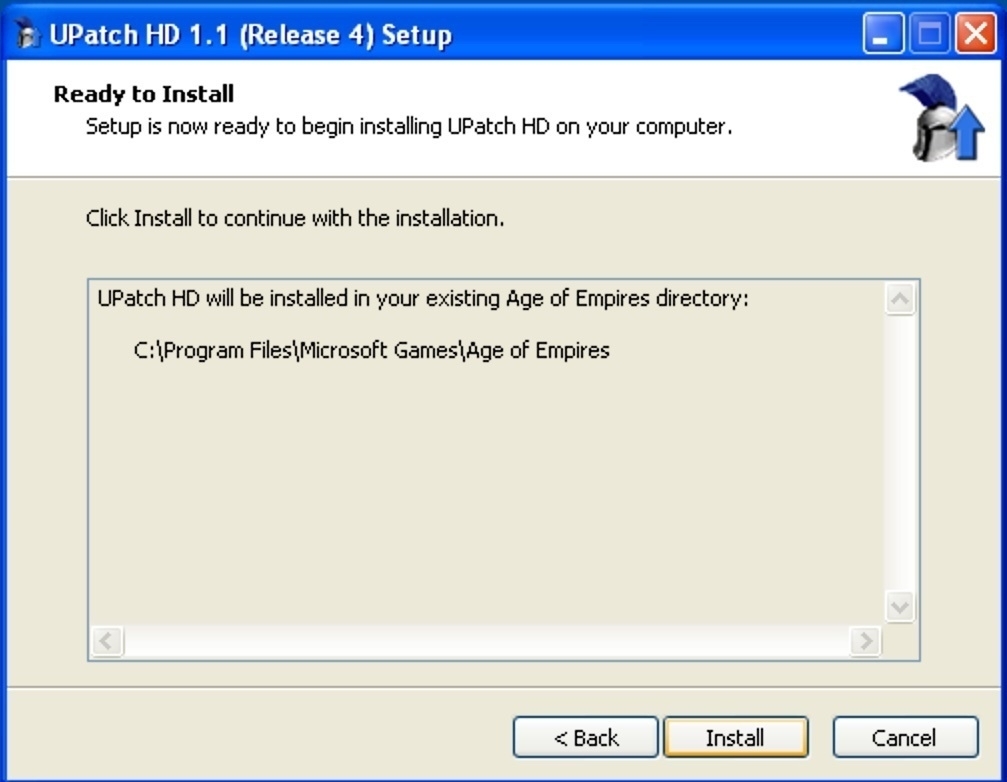 UPatch HD 1.1 (Release 4) Setup
Ready to Install
Setup is now ready to begin installing UPatch HD on your computer.
Click Install to continue with the installation.
UPatch HD will be installed in your existing Age of Empires directory:
C:\Program Files\Microsoft Games\Age of Empires
< Back
Install
Cancel